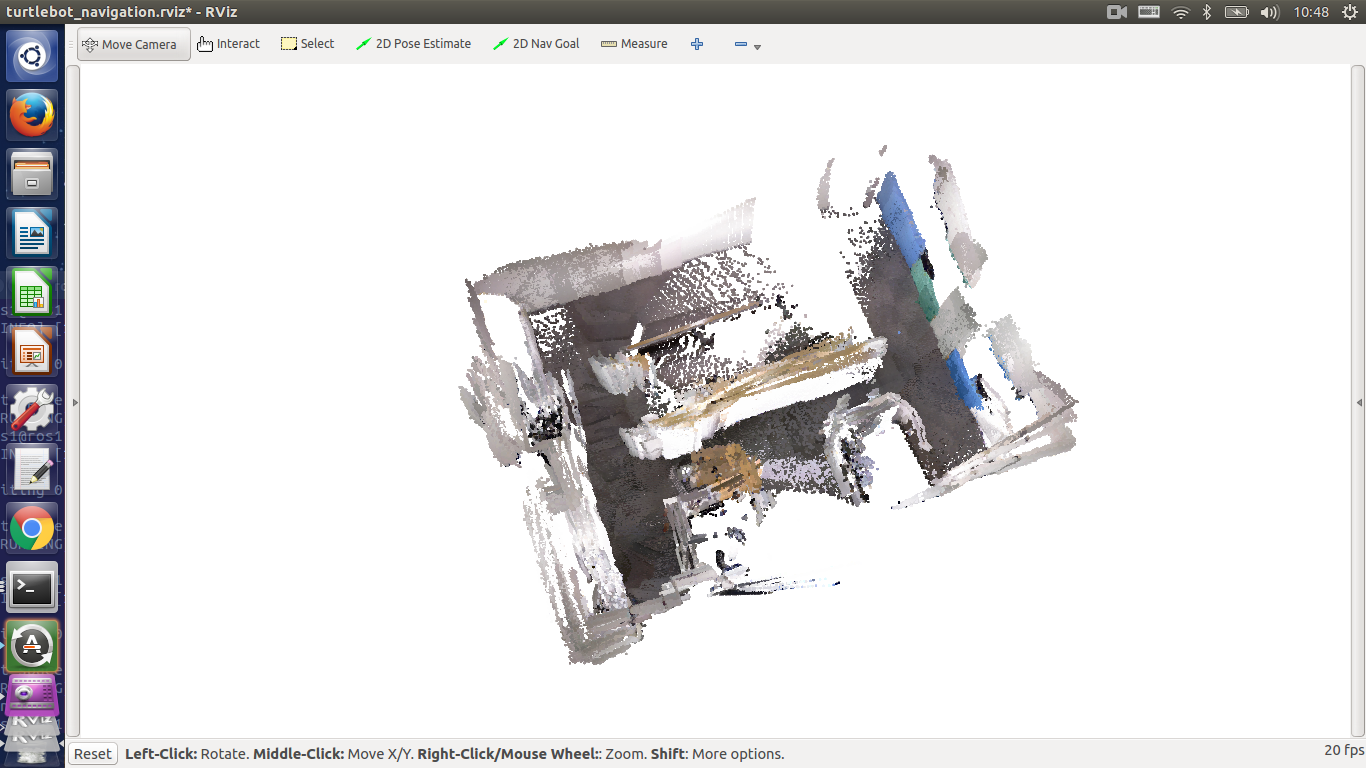 turtlebot_navigation.rviz* - RViz
10:48
Move Camera
Interact
Select
2D Pose Estimate
2D Nav Goal
Measure
Reset
Left-Click: Rotate. Middle-Click: Move X/Y. Right-Click/Mouse Wheel:: Zoom. Shift: More options.
20 fps